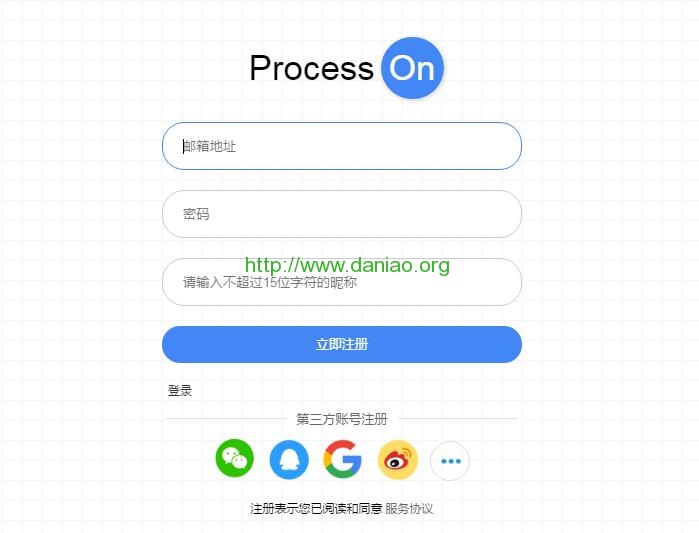 Process On
邮箱地址
密码
http://www.daniao.org
请输入不超过15位字符的昵称
立即注册
登录
第三方账号注册
注册表示您已阅读和同意 服务协议